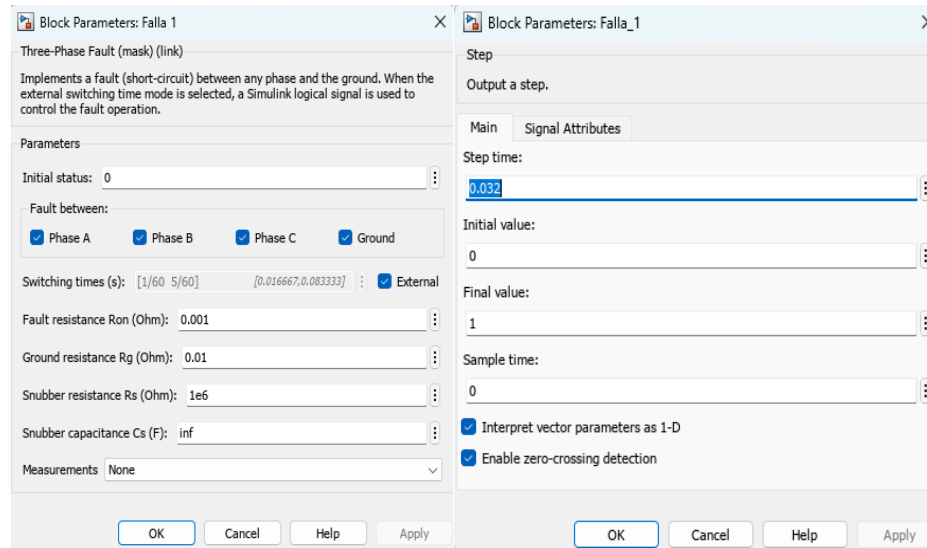 Block Parameters: Falla 1
Three-Phase Fault (mask) (link)
Implements a fault (short-circuit) between any phase and the ground. When the
external switching time mode is selected, a Simulink logical signal is used to
control the fault operation.
Parameters
Initial status: 0
Fault between:
Phase A Phase B Phase C Ground
Switching times (s): [1/60 5/60] [0.016667,0.083333] External
Fault resistance Ron (Ohm): 0.001
Ground resistance Rg (Ohm): 0.01
Snubber resistance Rs (Ohm): 1e6
Snubber capacitance Cs (F): inf
Measurements None
OK Cancel Help Apply
Block Parameters: Falla_1
Step
Output a step.
Main Signal Attributes
Step time:
0.032
Initial value:
0
Final value:
1
Sample time:
0
Interpret vector parameters as 1-D
Enable zero-crossing detection
OK Cancel Help Apply